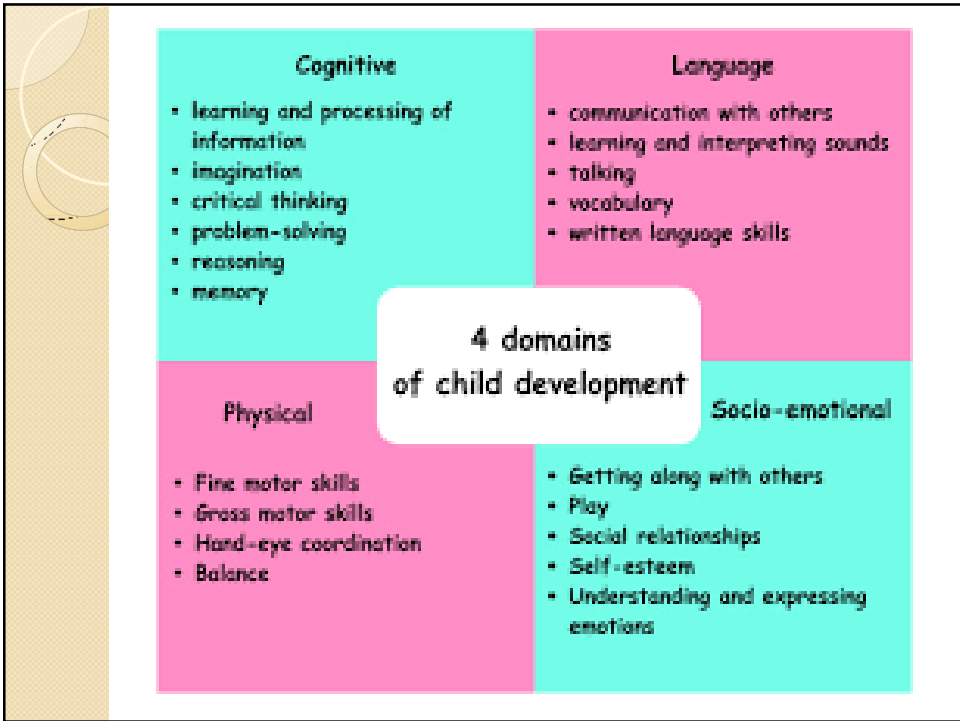 Cognitive
• learning and processing of
information
• imagination
• critical thinking
• problem-solving
• reasoning
• memory
Language
• communication with others
• learning and interpreting sounds
• talking
• vocabulary
• written language skills
4 domains
of child development
Physical
• Fine motor skills
• Gross motor skills
• Hand-eye coordination
• Balance
Socio-emotional
• Getting along with others
• Play
• Social relationships
• Self-esteem
• Understanding and expressing
emotions